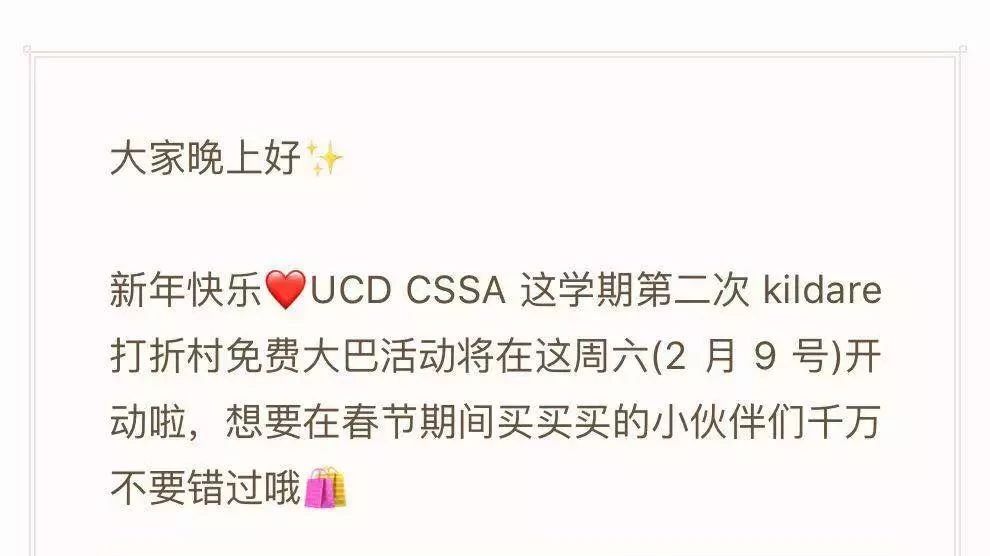 大家晚上好✨
新年快乐❤️UCD CSSA 这学期第二次 kildare
打折村免费大巴活动将在这周六(2 月 9 号)开
动啦，想要在春节期间买买买的小伙伴们千万
不要错过哦🛍️